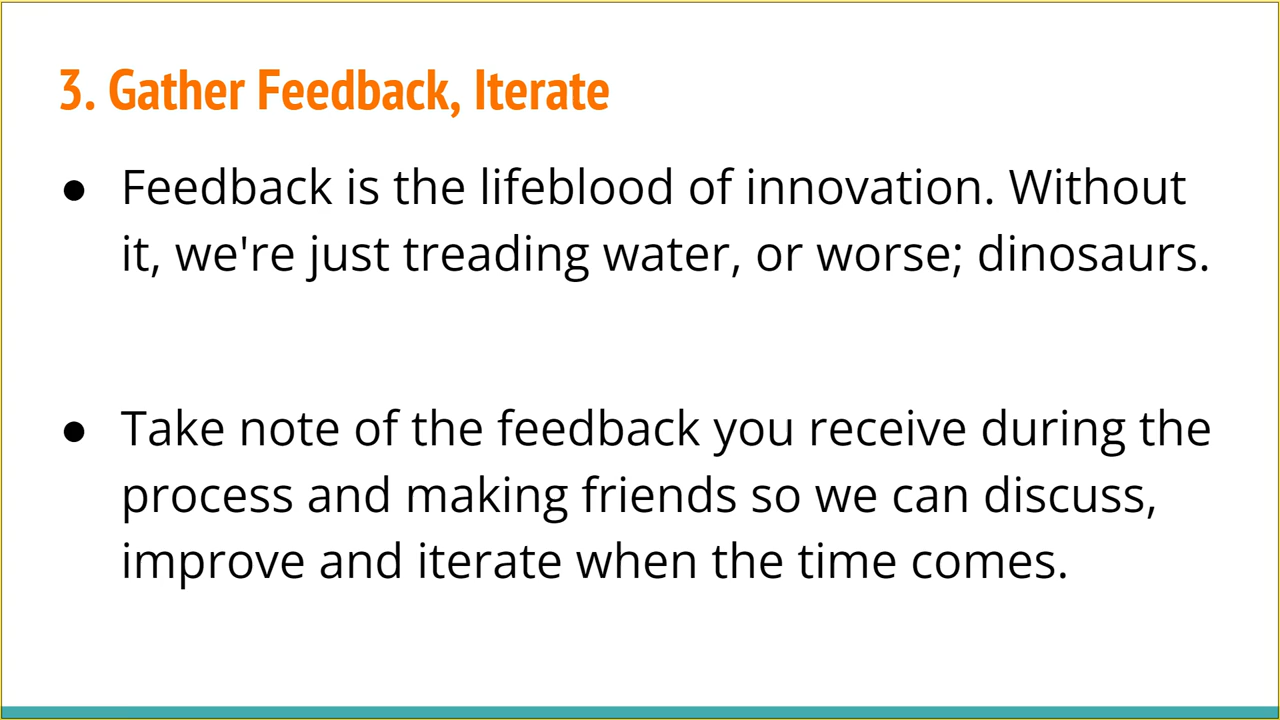 3. Gather Feedback, Iterate
● Feedback is the lifeblood of innovation. Without
it, we're just treading water, or worse; dinosaurs.
● Take note of the feedback you receive during the
process and making friends so we can discuss,
improve and iterate when the time comes.